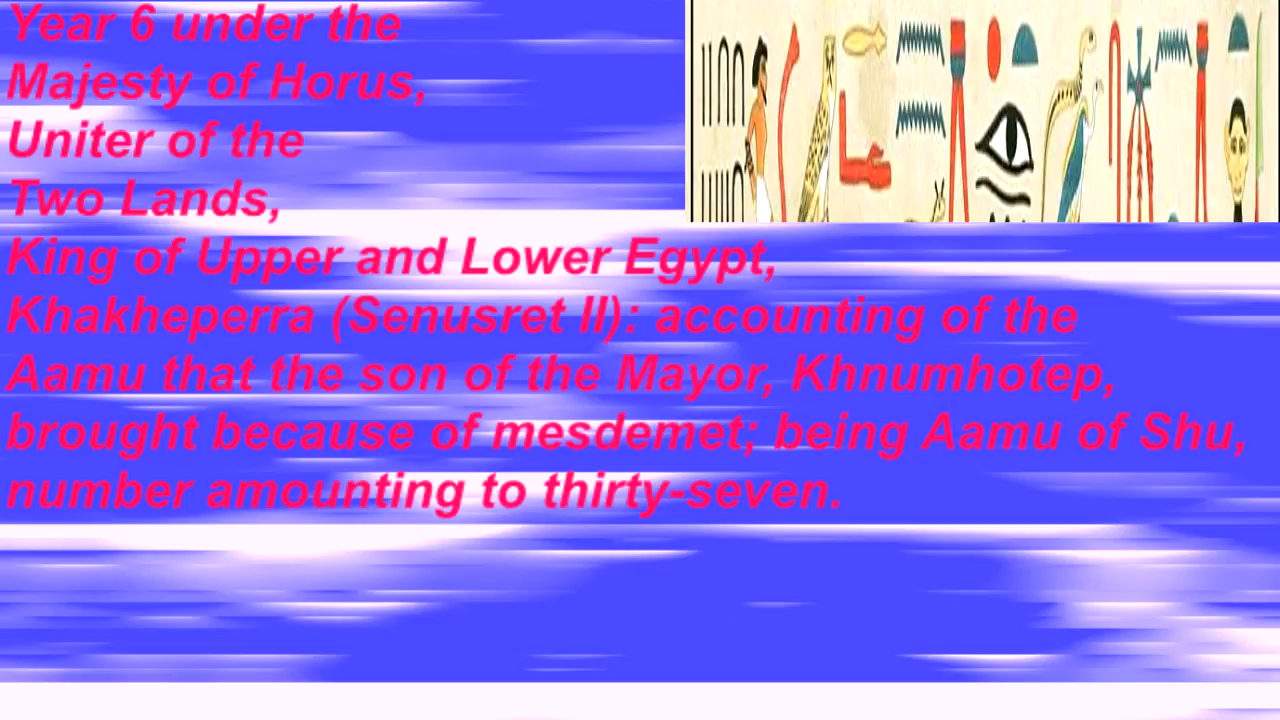 Year 6 under the
Majesty of Horus,
Uniter of the
Two Lands,
King of Upper and Lower Egypt,
Khakheperra (Senusret II): accounting of the
Aamu that the son of the Mayor, Khnumhotep,
brought because of mesdemet; being Aamu of Shu,
number amounting to thirty-seven.